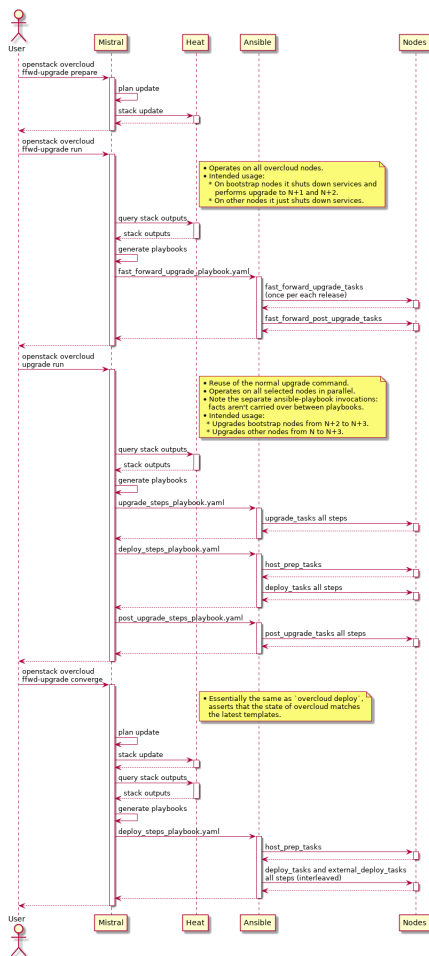 User
Mistral
Heat
Ansible
Nodes
openstack overcloud
ffwd-upgrade prepare
plan update
stack update
openstack overcloud
ffwd-upgrade run
• Operates on all overcloud nodes.
• Intended usage:
* On bootstrap nodes it shuts down services and
performs upgrade to N+1 and N+2.
* On other nodes it just shuts down services.
query stack outputs
stack outputs
generate playbooks
fast_forward_upgrade_playbook.yaml
fast_forward_upgrade_tasks
(once per each release)
fast_forward_post_upgrade_tasks
openstack overcloud
upgrade run
• Reuse of the normal upgrade command.
• Operates on all selected nodes in parallel.
• Note the separate ansible-playbook invocations:
facts aren't carried over between playbooks.
• Intended usage:
* Upgrades bootstrap nodes from N+2 to N+3.
* Upgrades other nodes from N to N+3.
query stack outputs
stack outputs
generate playbooks
upgrade_steps_playbook.yaml
upgrade_tasks all steps
deploy_steps_playbook.yaml
host_prep_tasks
deploy_tasks all steps
post_upgrade_steps_playbook.yaml
post_upgrade_tasks all steps
openstack overcloud
ffwd-upgrade converge
• Essentially the same as `overcloud deploy`,
asserts that the state of overcloud matches
the latest templates.
plan update
stack update
query stack outputs
stack outputs
generate playbooks
deploy_steps_playbook.yaml
host_prep_tasks
deploy_tasks and external_deploy_tasks
all steps (interleaved)
User
Mistral
Heat
Ansible
Nodes